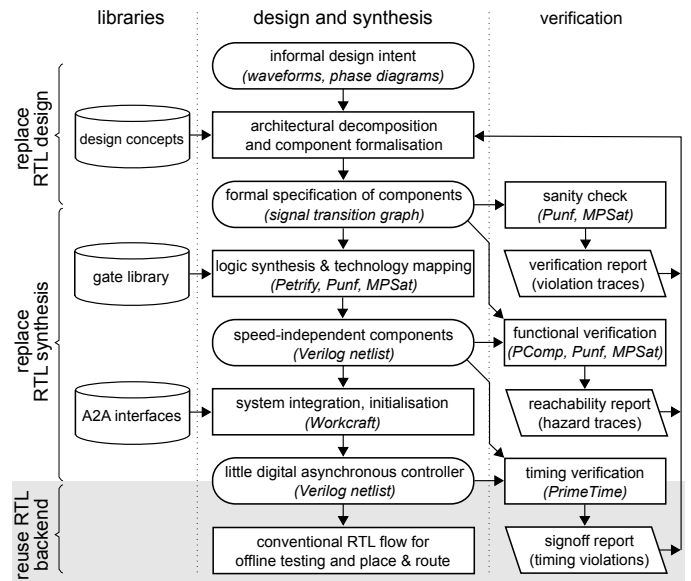 libraries
design and synthesis
verification
replace
RTL design
informal design intent
(waveforms, phase diagrams)
design concepts
architectural decomposition
and component formalisation
formal specification of components
(signal transition graph)
sanity check
(Punf, MPSat)
replace
RTL synthesis
gate library
logic synthesis & technology mapping
(Petrify, Punf, MPSat)
verification report
(violation traces)
speed-independent components
(Verilog netlist)
functional verification
(PComp, Punf, MPSat)
A2A interfaces
system integration, initialisation
(Workcraft)
reachability report
(hazard traces)
little digital asynchronous controller
(Verilog netlist)
timing verification
(PrimeTime)
reuse RTL
backend
conventional RTL flow for
offline testing and place & route
signoff report
(timing violations)